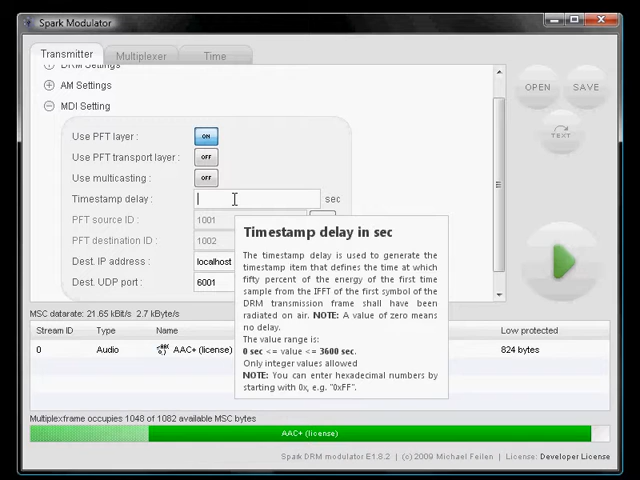 Spark Modulator
Transmitter
Multiplexer
Time
DRM Settings
AM Settings
MDI Setting
Use PFT layer : ON
Use PFT transport layer : OFF
Use multicasting : OFF
Timestamp delay : sec
PFT source ID : 1001
PFT destination ID : 1002
Dest. IP address : localhost
Dest. UDP port : 6001
OPEN
SAVE
TEXT
Timestamp delay in sec
The timestamp delay is used to generate the
timestamp item that defines the time at which
fifty percent of the energy of the first time
sample from the IFFT of the first symbol of the
DRM transmission frame shall have been
radiated on air. NOTE: A value of zero means
no delay.
The value range is:
0 sec <= value <= 3600 sec.
Only integer values allowed
NOTE: You can enter hexadecimal numbers by
starting with 0x, e.g. "0xFF".
MSC datarate: 21.65 kBit/s 2.7 kByte/s
Stream ID Type Name Low protected
0 Audio AAC+ (license) 824 bytes
Multiplexframe occupies 1048 of 1082 available MSC bytes
AAC+ (license)
Spark DRM modulator E1.8.2 | (c) 2009 Michael Feilen | License: Developer License